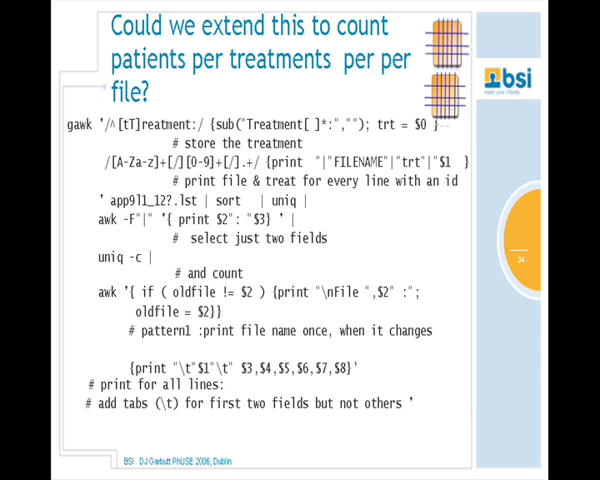 Could we extend this to count
patients per treatments per per
file?
bsi
meet your clients
gawk '/^[tT]reatment:/ {sub("Treatment[ ]*:",""); trt = $0 }
# store the treatment
/[A-Za-z]+[/][0-9]+[/].+/ {print "|"FILENAME"|"trt"|"$1 }
# print file & treat for every line with an id
' app9l1_12?.lst | sort | uniq |
awk -F"|" '{ print $2": "$3} ' |
# select just two fields
uniq -c |
# and count
awk '{ if ( oldfile != $2 ) {print "\nFile ",$2" :";
oldfile = $2}}
# pattern1 :print file name once, when it changes
{print "\t"$1"\t" $3,$4,$5,$6,$7,$8}'
# print for all lines:
# add tabs (\t) for first two fields but not others '
34
BSI DJ Garbutt PhUSE 2006, Dublin